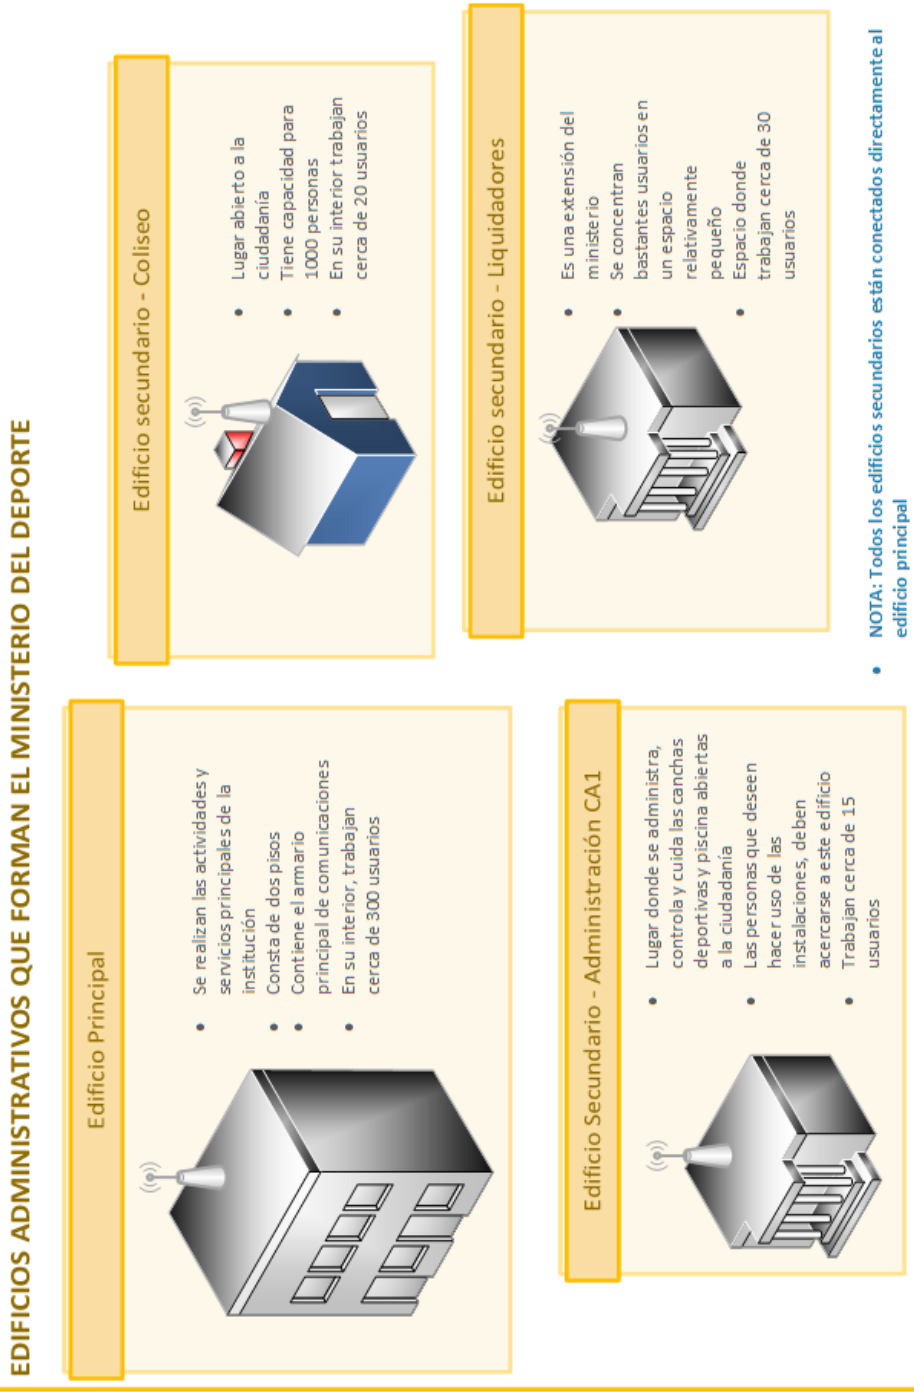 EDIFICIOS ADMINISTRATIVOS QUE FORMAN EL MINISTERIO DEL DEPORTE
Edificio Principal
• Se realizan las actividades y
servicios principales de la
institución
• Consta de dos pisos
• Contiene el armario
principal de comunicaciones
• En su interior, trabajan
cerca de 300 usuarios
Edificio secundario - Coliseo
• Lugar abierto a la
ciudadanía
• Tiene capacidad para
1000 personas
• En su interior trabajan
cerca de 20 usuarios
Edificio Secundario - Administración CA1
• Lugar donde se administra,
controla y cuida las canchas
deportivas y piscina abiertas
a la ciudadanía
• Las personas que deseen
hacer uso de las
instalaciones, deben
acercarse a este edificio
• Trabajan cerca de 15
usuarios
Edificio secundario - Liquidadores
• Es una extensión del
ministerio
• Se concentran
bastantes usuarios en
un espacio
relativamente
pequeño
• Espacio donde
trabajan cerca de 30
usuarios
• NOTA: Todos los edificios secundarios están conectados directamente al
edificio principal